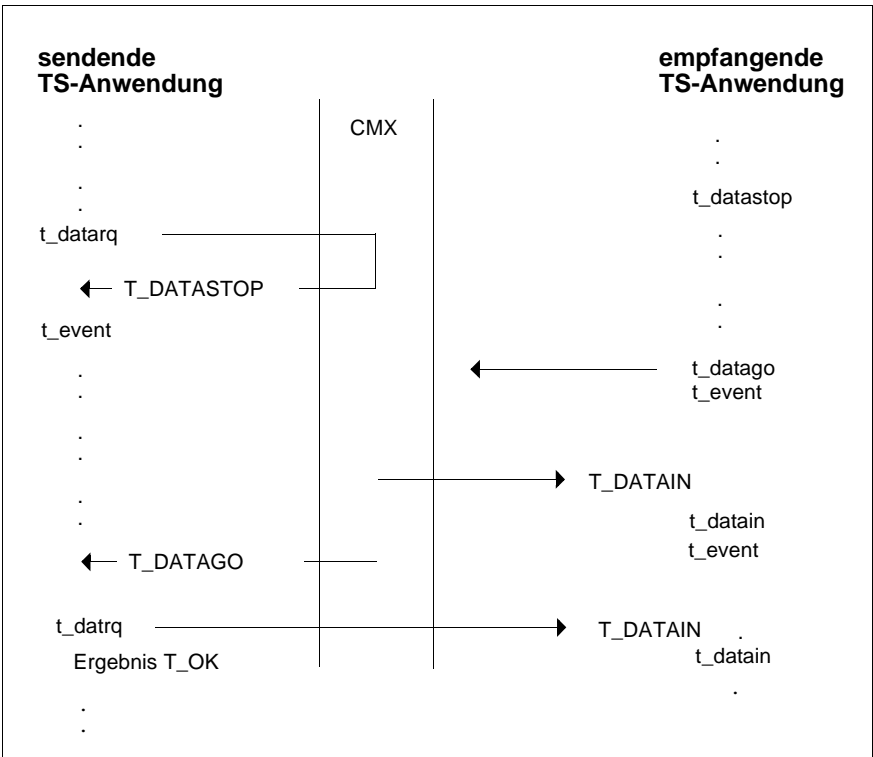 sendende
TS-Anwendung
empfangende
TS-Anwendung
CMX
.
.
.
.
.
.
t_datastop
t_datarq
.
.
T_DATASTOP
.
.
t_event
t_datago
t_event
.
.
.
.
T_DATAIN
.
.
t_datain
t_event
T_DATAGO
t_datrq
T_DATAIN .
Ergebnis T_OK
t_datain
.
.
.